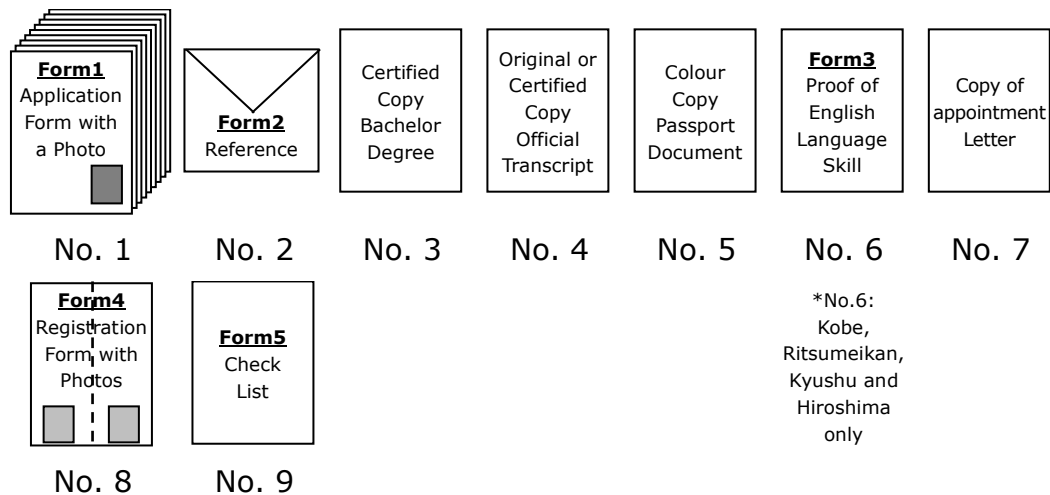 Form1
Application
Form with
a Photo
Form2
Reference
Certified
Copy
Bachelor
Degree
Original or
Certified
Copy
Official
Transcript
Colour
Copy
Passport
Document
Form3
Proof of
English
Language
Skill
Copy of
appointment
Letter
No. 1
No. 2
No. 3
No. 4
No. 5
No. 6
No. 7
Form4
Registration
Form with
Photos
Form5
Check
List
*No.6:
Kobe,
Ritsumeikan,
Kyushu and
Hiroshima
only
No. 8
No. 9